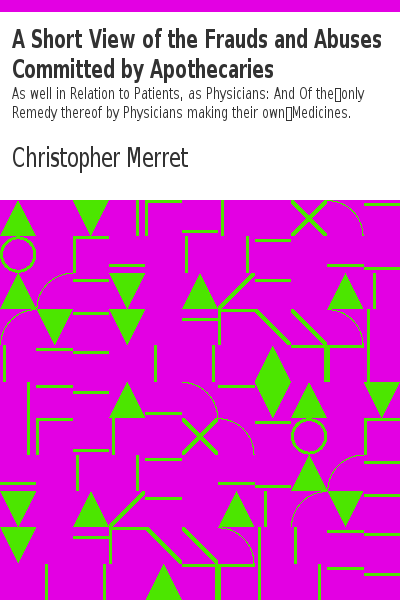 A Short View of the Frauds and Abuses
Committed by Apothecaries
As well in Relation to Patients, as Physicians: And Of the▯only
Remedy thereof by Physicians making their own▯Medicines.
Christopher Merret